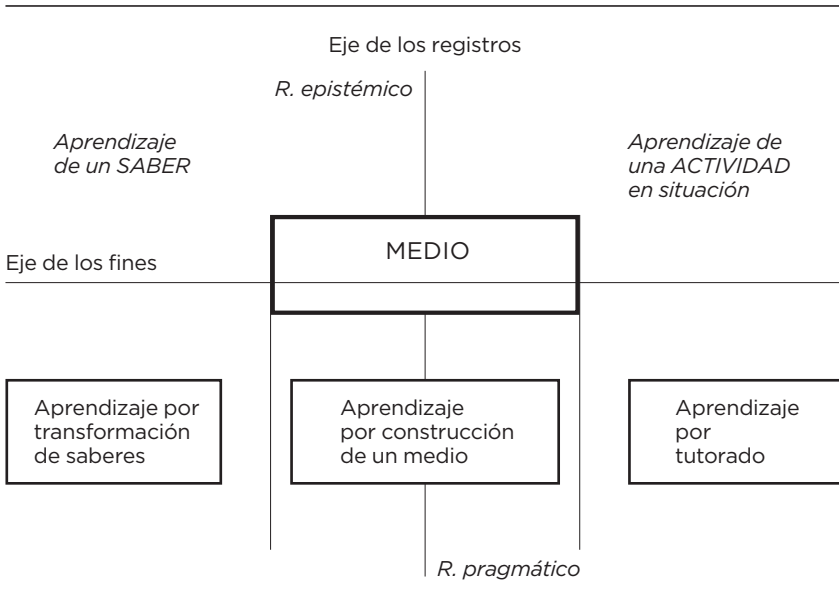 Eje de los registros
R. epistémico
Aprendizaje
de un SABER
Aprendizaje de
una ACTIVIDAD
en situación
MEDIO
Eje de los fines
Aprendizaje por
transformación
de saberes
Aprendizaje
por construcción
de un medio
Aprendizaje
por
tutorado
R. pragmático